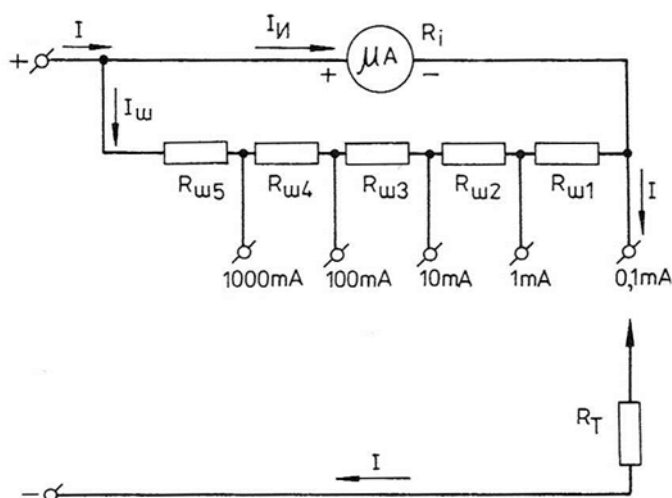 I I_И R_i
+ + μA −
I_ш
R_ш5 R_ш4 R_ш3 R_ш2 R_ш1 I
1000mA 100mA 10mA 1mA 0,1mA
R_T
I
−